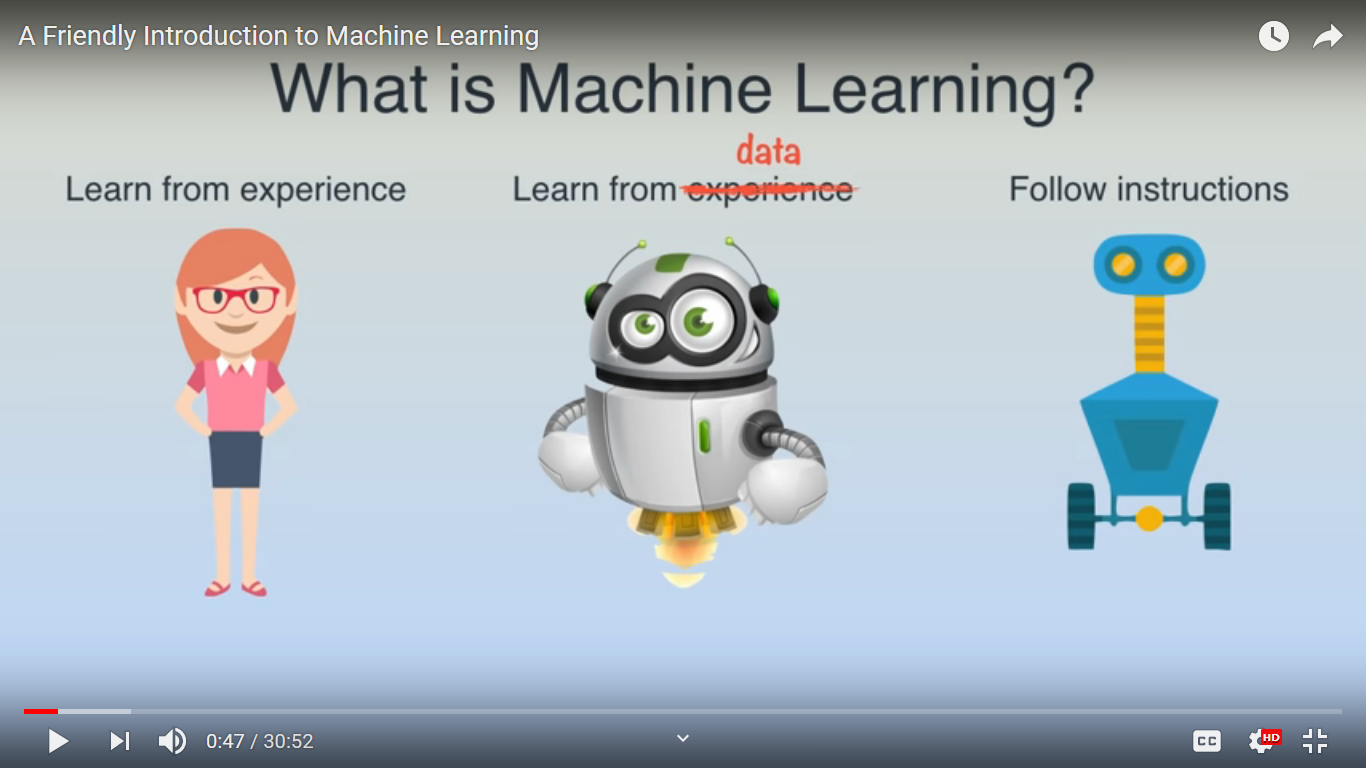 A Friendly Introduction to Machine Learning
What is Machine Learning?
data
Learn from experience
Learn from experience
Follow instructions
0:47 / 30:52
CC
HD